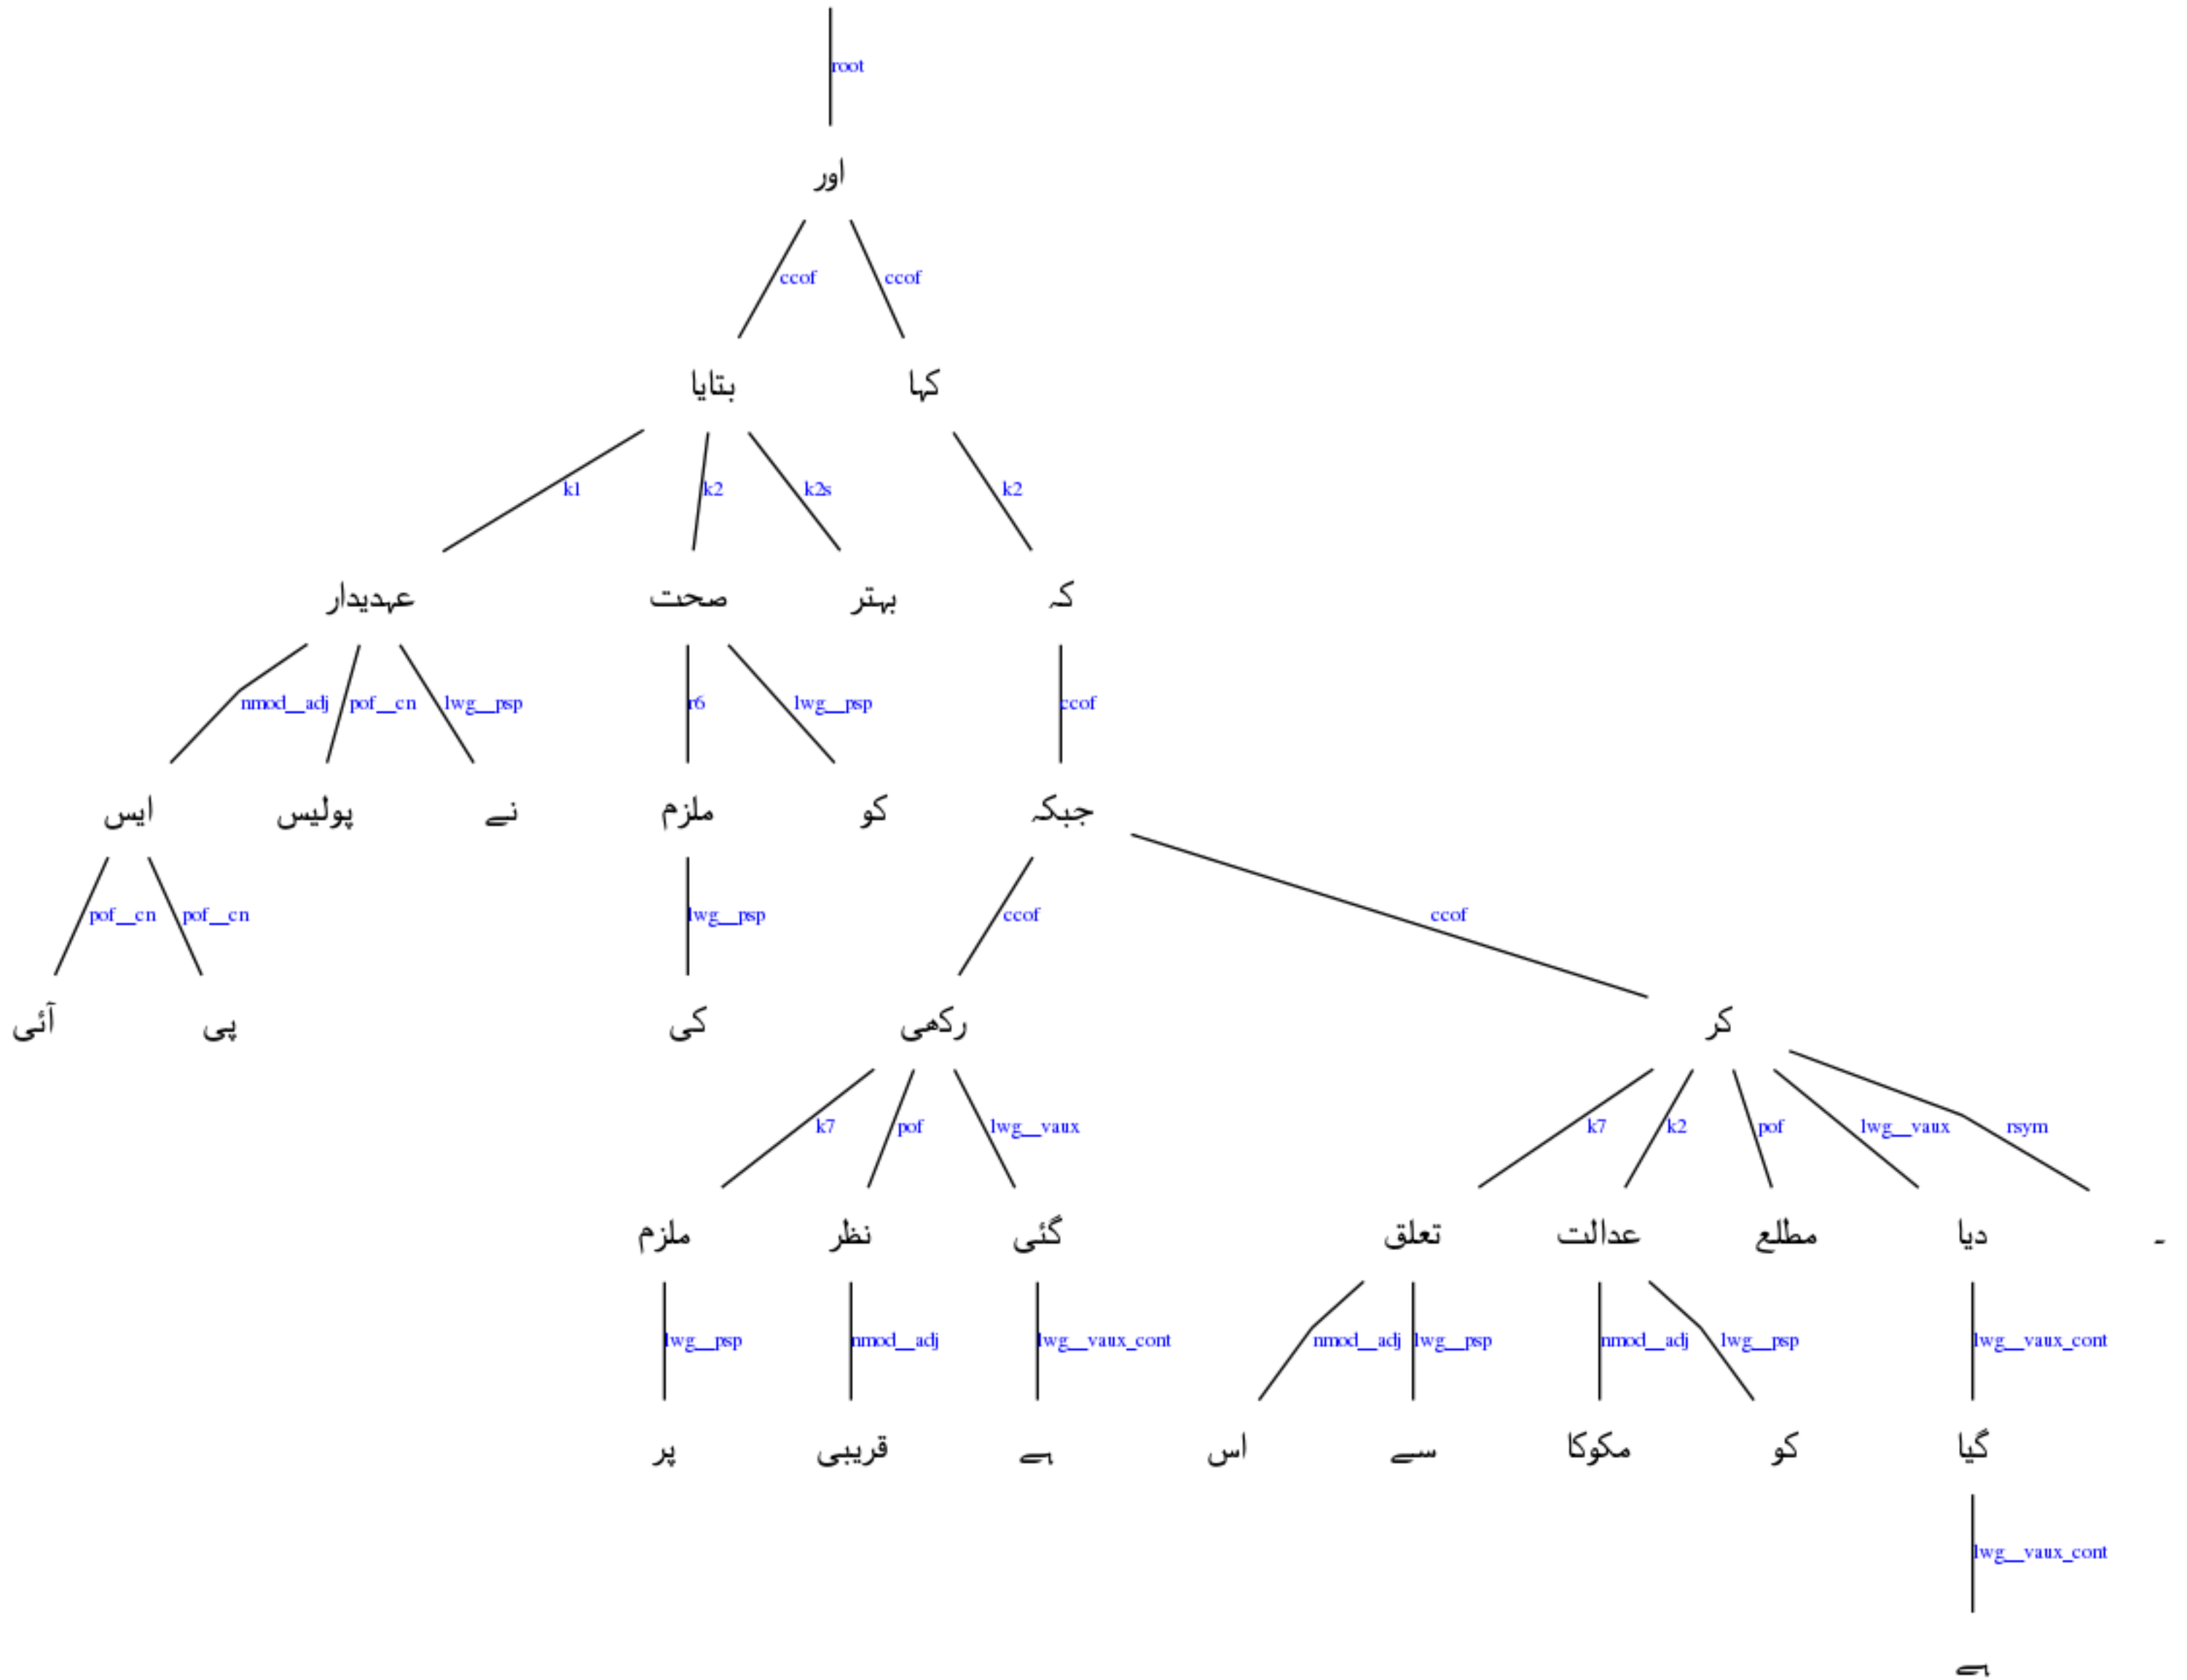 root
اور
ccof ccof
بتایا کہا
k1 k2 k2s k2
عہدیدار صحت بہتر کہ
nmod__adj pof__cn lwg__psp r6 lwg__psp ccof
ایس پولیس نے ملزم کو جبکہ
pof__cn pof__cn lwg__psp ccof ccof
آئی پی کی رکھی کر
k7 pof lwg__vaux k7 k2 pof lwg__vaux rsym
ملزم نظر گئی تعلق عدالت مطلع دیا ۔
lwg__psp nmod__adj lwg__vaux_cont nmod__adj lwg__psp nmod__adj lwg__psp lwg__vaux_cont
پر قریبی ہے اس سے مکوکا کو گیا
lwg__vaux_cont
ہے